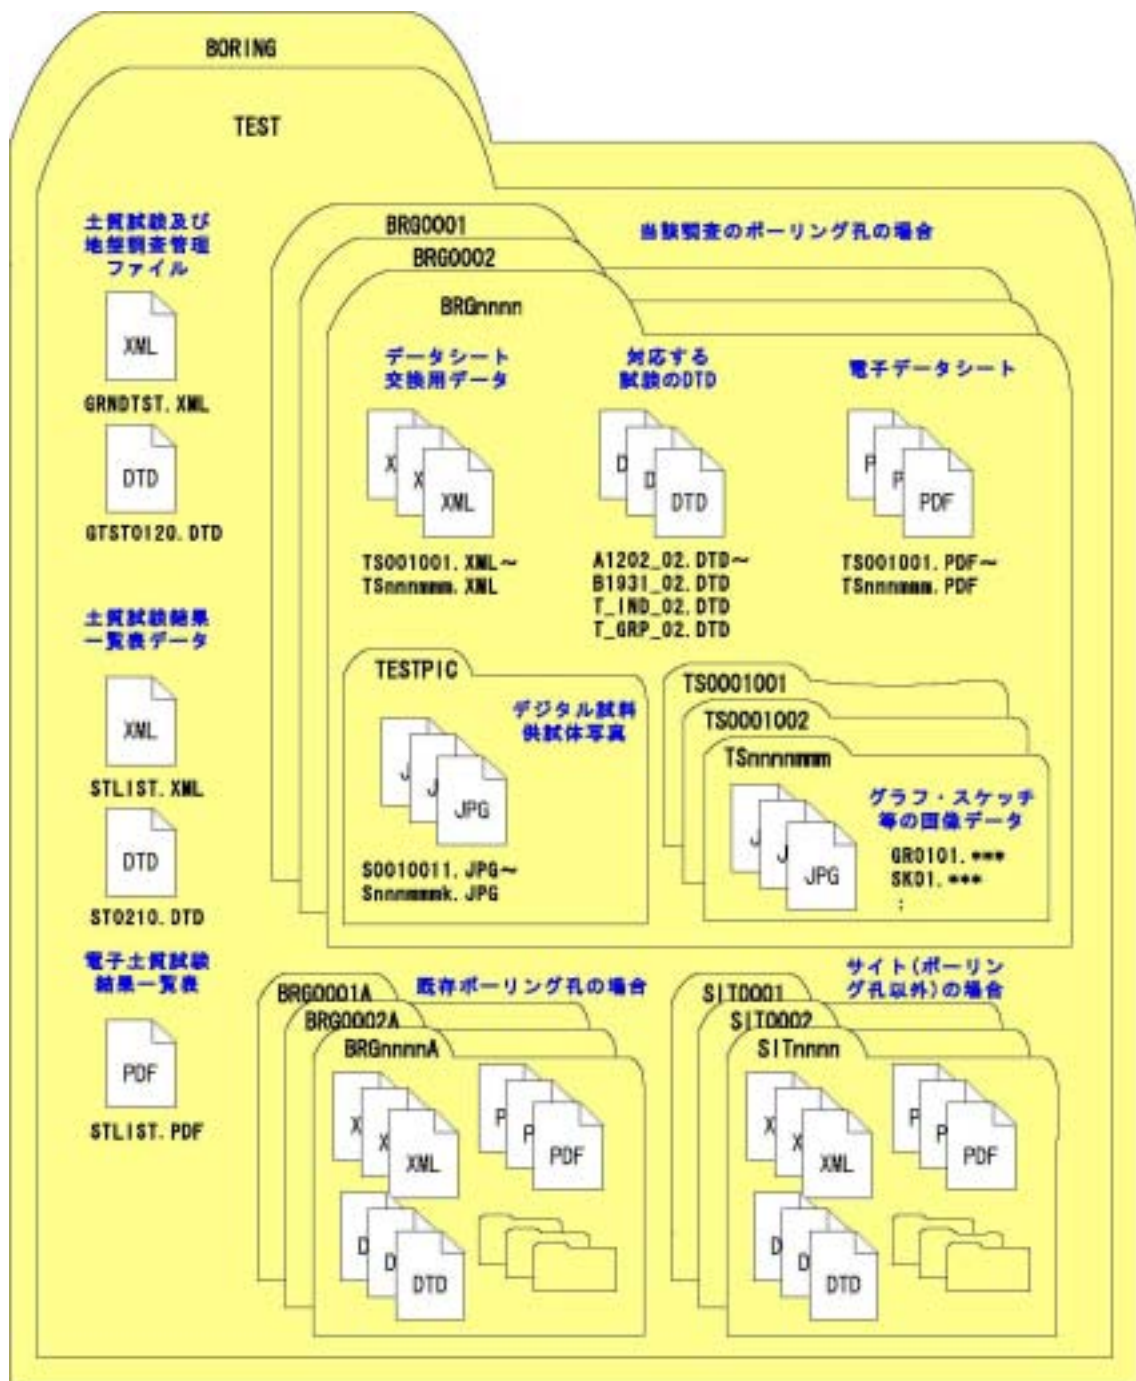 BORING
TEST
土質試験及び
地盤調査管理
ファイル
XML
GRNDTST.XML
DTD
GTST0120.DTD
土質試験結果
一覧表データ
XML
STLIST.XML
DTD
ST0210.DTD
電子土質試験
結果一覧表
PDF
STLIST.PDF
BRG0001
当該調査のボーリング孔の場合
BRG0002
BRGnnnn
データシート
交換用データ
X
X
XML
TS001001.XML~
TSnnnmmm.XML
対応する
試験のDTD
D
D
DTD
A1202_02.DTD~
B1931_02.DTD
T_IND_02.DTD
T_GRP_02.DTD
電子データシート
P
P
PDF
TS001001.PDF~
TSnnnmmm.PDF
TESTPIC
デジタル試料
供試体写真
J
J
JPG
S0010011.JPG~
Snnnmmmk.JPG
TS0001001
TS0001002
TSnnnnmmm
グラフ・スケッチ
等の画像データ
J
J
JPG
GR0101.***
SK01.***
:
BRG0001A
既存ボーリング孔の場合
BRG0002A
BRGnnnnA
X
X
XML
P
P
PDF
D
D
DTD
サイト(ボーリン
グ孔以外)の場合
SIT0001
SIT0002
SITnnnn
X
X
XML
P
P
PDF
D
D
DTD